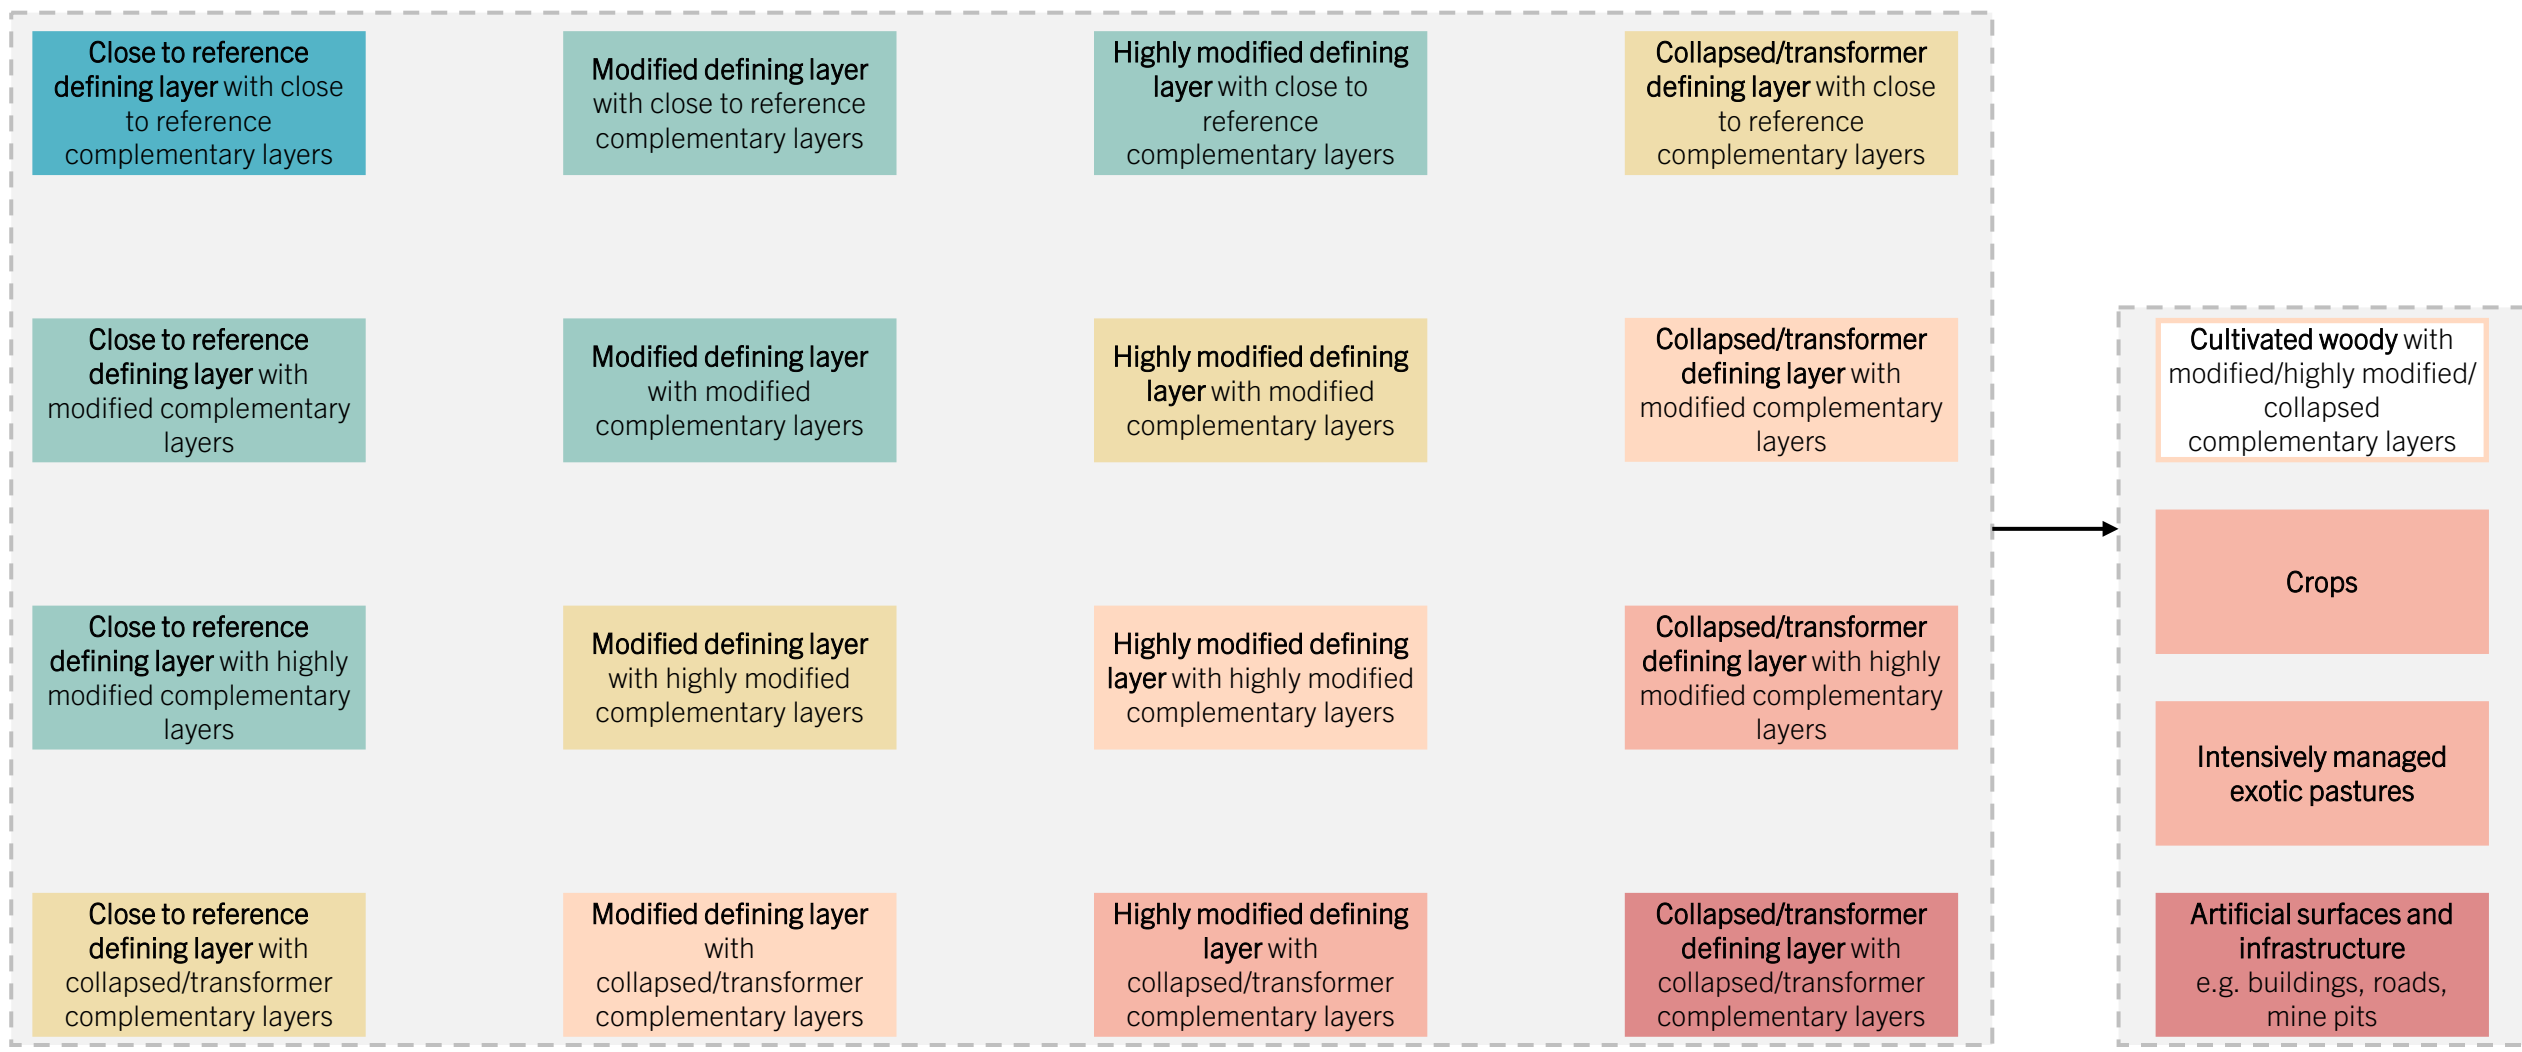 Close to reference
defining layer with close
to reference
complementary layers
Modified defining layer
with close to reference
complementary layers
Highly modified defining
layer with close to
reference
complementary layers
Collapsed/transformer
defining layer with close
to reference
complementary layers
Close to reference
defining layer with
modified complementary
layers
Modified defining layer
with modified
complementary layers
Highly modified defining
layer with modified
complementary layers
Collapsed/transformer
defining layer with
modified complementary
layers
Cultivated woody with
modified/highly modified/
collapsed
complementary layers
Crops
Close to reference
defining layer with highly
modified complementary
layers
Modified defining layer
with highly modified
complementary layers
Highly modified defining
layer with highly modified
complementary layers
Collapsed/transformer
defining layer with highly
modified complementary
layers
Intensively managed
exotic pastures
Close to reference
defining layer with
collapsed/transformer
complementary layers
Modified defining layer
with
collapsed/transformer
complementary layers
Highly modified defining
layer with
collapsed/transformer
complementary layers
Collapsed/transformer
defining layer with
collapsed/transformer
complementary layers
Artificial surfaces and
infrastructure
e.g. buildings, roads,
mine pits